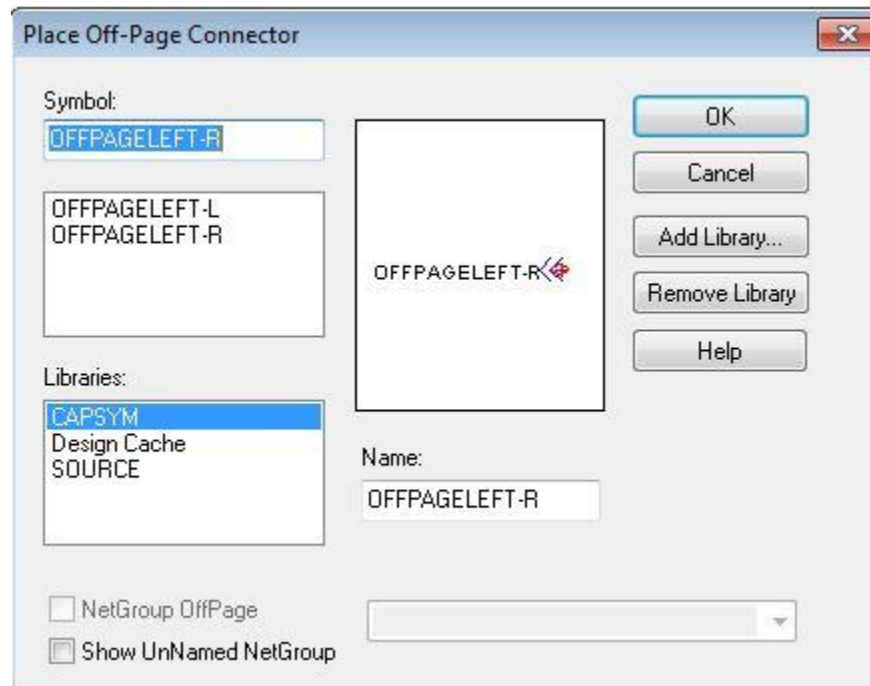 Place Off-Page Connector
Symbol:
OFFPAGELEFT-R
OFFPAGELEFT-L
OFFPAGELEFT-R
Libraries:
CAPSYM
Design Cache
SOURCE
OFFPAGELEFT-R
Name:
OFFPAGELEFT-R
OK
Cancel
Add Library...
Remove Library
Help
NetGroup OffPage
Show UnNamed NetGroup